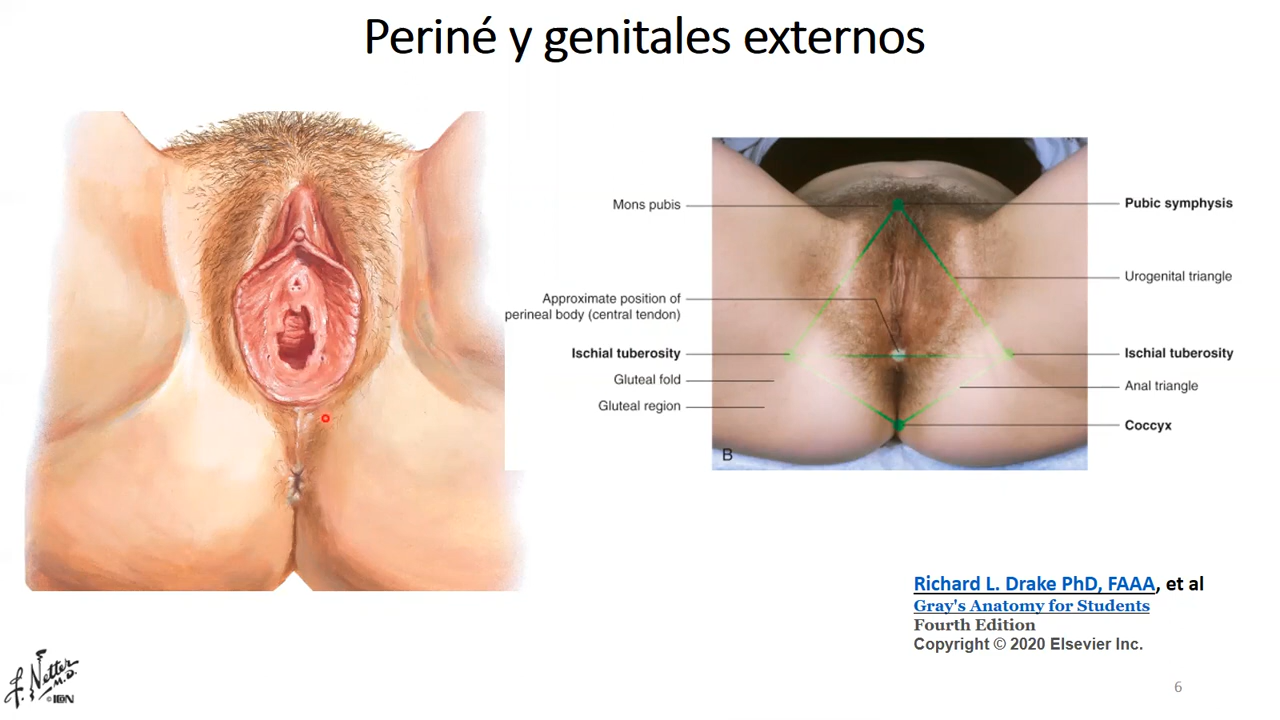 Periné y genitales externos
Mons pubis
Approximate position of
perineal body (central tendon)
Ischial tuberosity
Gluteal fold
Gluteal region
Pubic symphysis
Urogenital triangle
Ischial tuberosity
Anal triangle
Coccyx
B
Richard L. Drake PhD, FAAA, et al
Gray's Anatomy for Students
Fourth Edition
Copyright © 2020 Elsevier Inc.
F. Netter
M.D.
© ICON
6